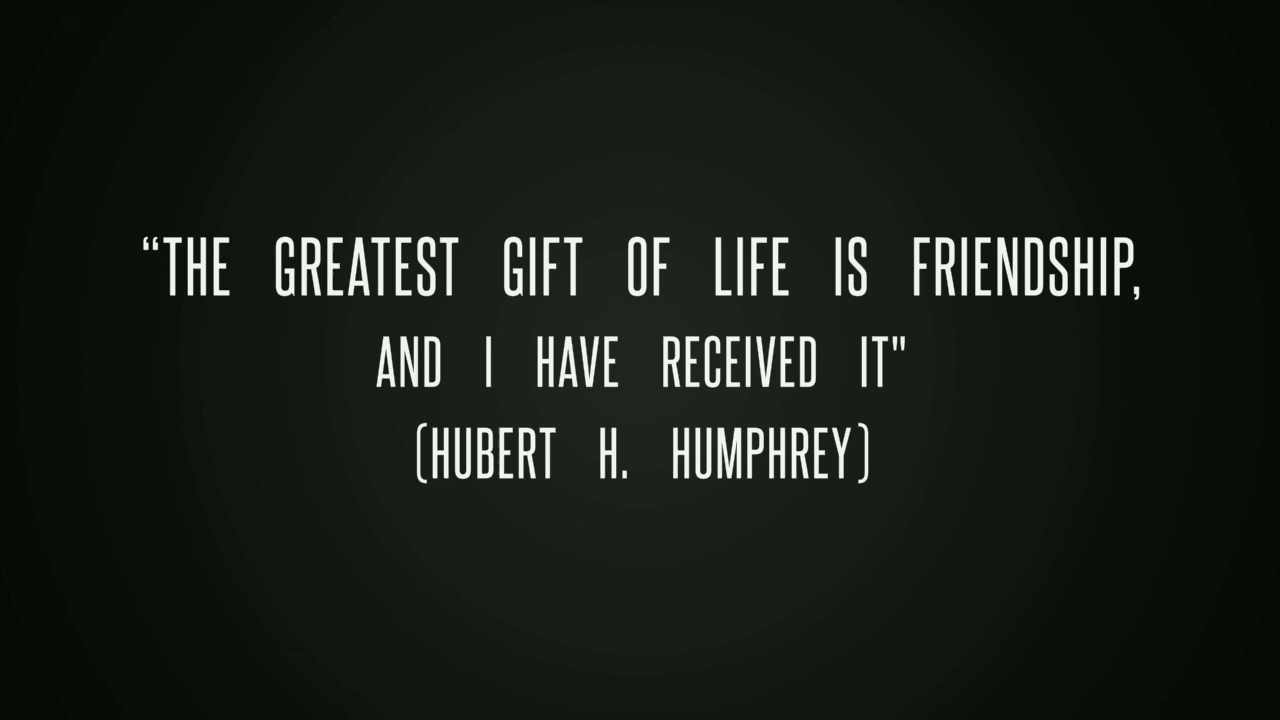 “THE GREATEST GIFT OF LIFE IS FRIENDSHIP,
AND I HAVE RECEIVED IT"
(HUBERT H. HUMPHREY)